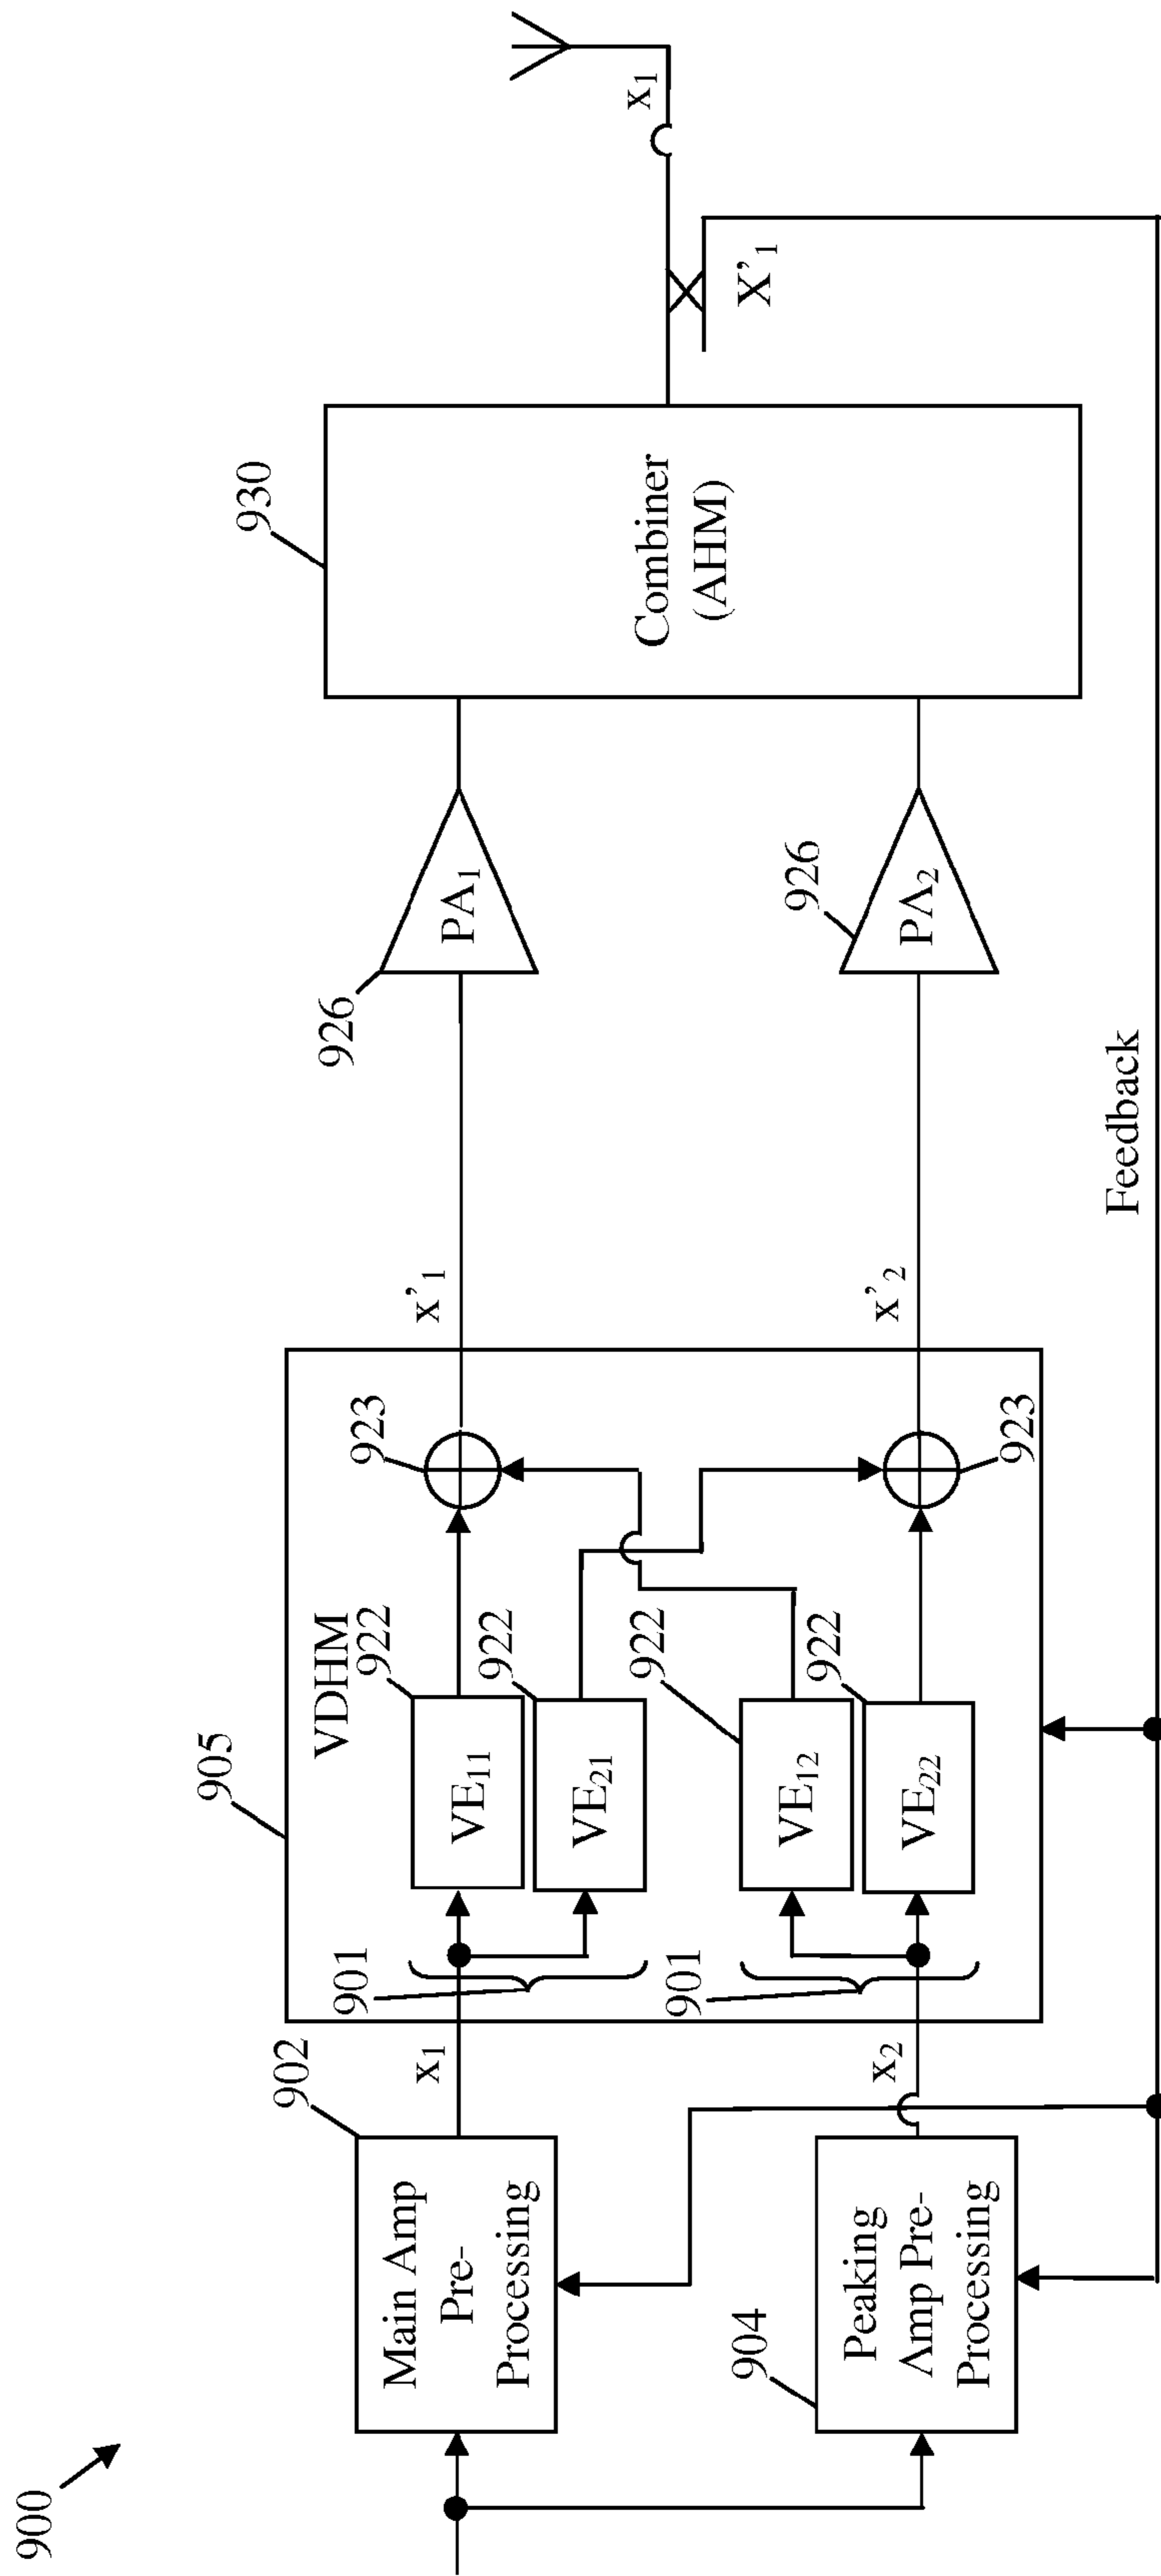 900
902
Main Amp
Pre-
Processing
904
Peaking
Amp Pre-
Processing
x₁
x₂
905
VDHM
901
901
922
VE₁₁
922
VE₂₁
922
VE₁₂
922
VE₂₂
923
923
x'₁
x'₂
926
PA₁
926
PA₂
930
Combiner
(AHM)
X'₁
x₁
Feedback